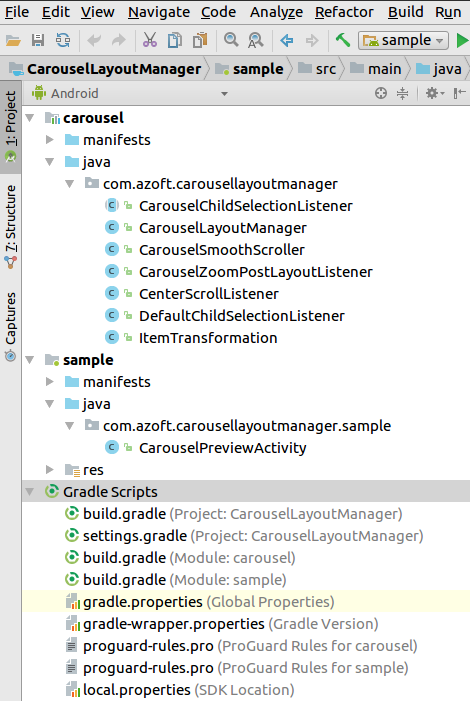 File Edit View Navigate Code Analyze Refactor Build Run
sample
CarouselLayoutManager sample src main java
1: Project
7: Structure
Captures
Android
carousel
manifests
java
com.azoft.carousellayoutmanager
CarouselChildSelectionListener
CarouselLayoutManager
CarouselSmoothScroller
CarouselZoomPostLayoutListener
CenterScrollListener
DefaultChildSelectionListener
ItemTransformation
sample
manifests
java
com.azoft.carousellayoutmanager.sample
CarouselPreviewActivity
res
Gradle Scripts
build.gradle (Project: CarouselLayoutManager)
settings.gradle (Project: CarouselLayoutManager)
build.gradle (Module: carousel)
build.gradle (Module: sample)
gradle.properties (Global Properties)
gradle-wrapper.properties (Gradle Version)
proguard-rules.pro (ProGuard Rules for carousel)
proguard-rules.pro (ProGuard Rules for sample)
local.properties (SDK Location)